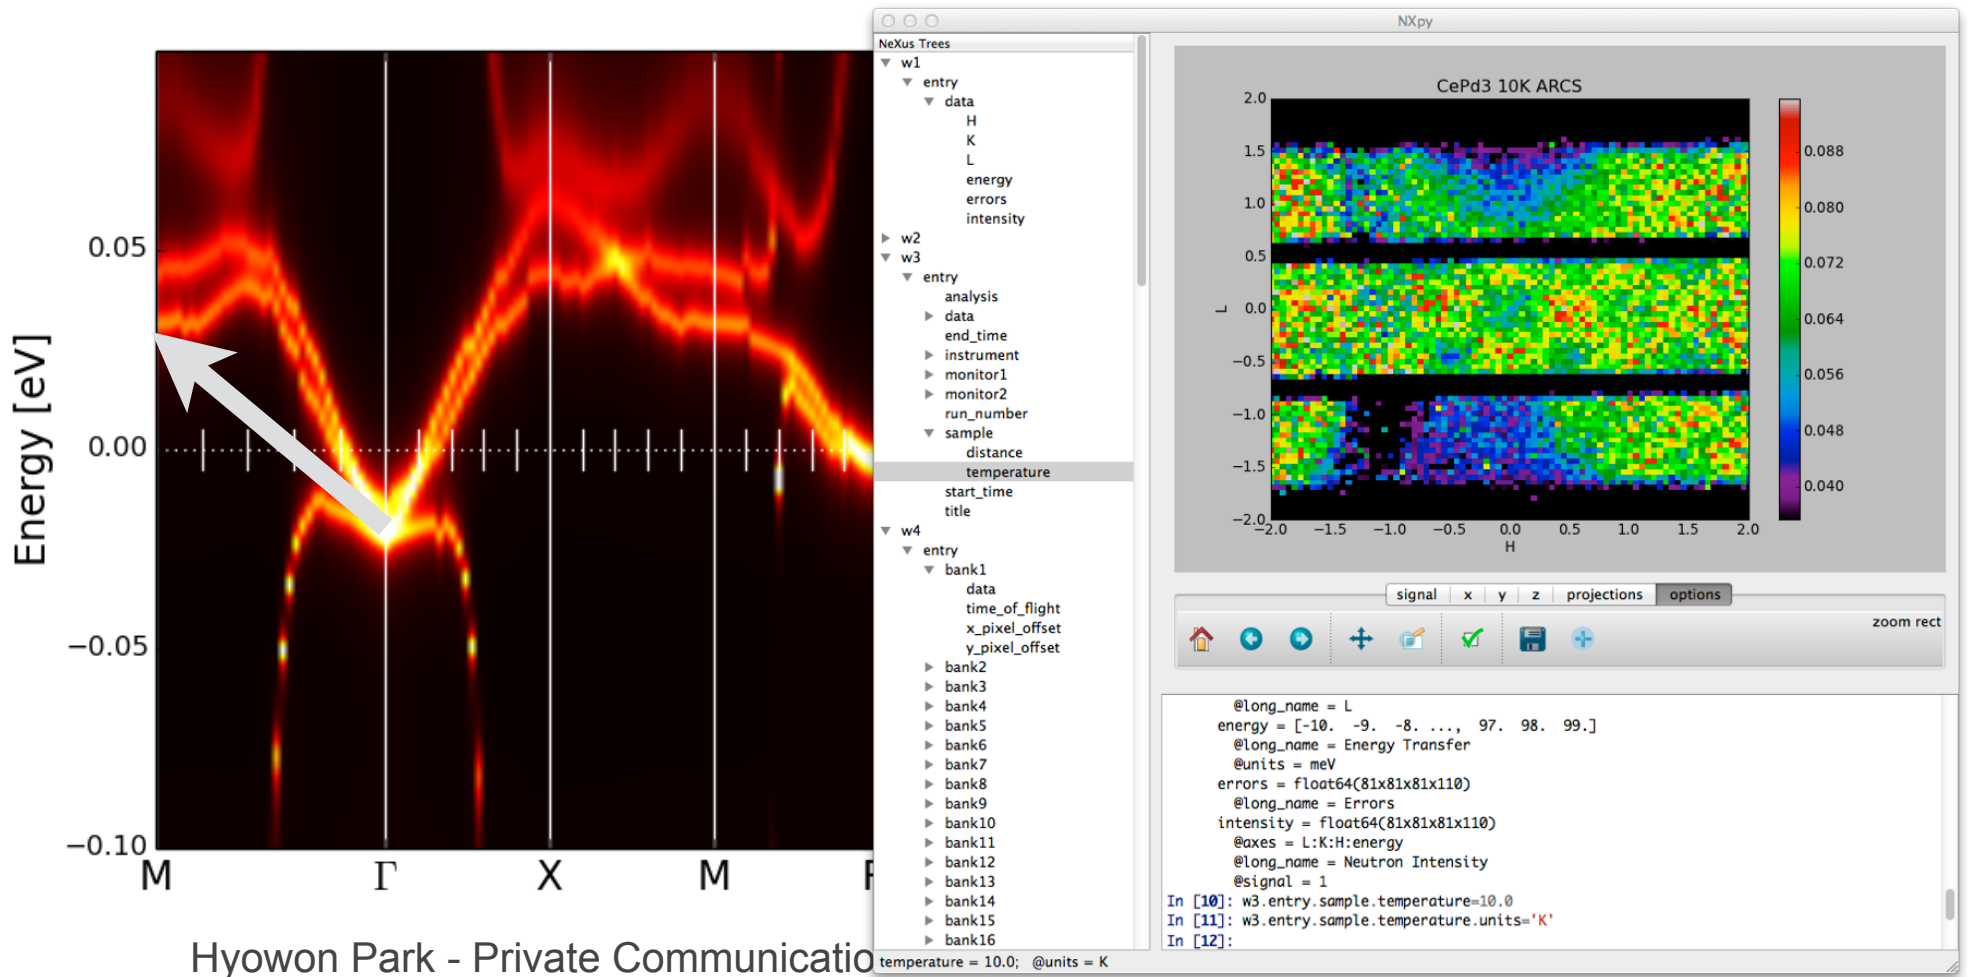 0.05
0.00
−0.05
−0.10
Energy [eV]
M Γ X M
Hyowon Park - Private Communicatio
NXpy
NeXus Trees
w1
entry
data
H
K
L
energy
errors
intensity
w2
w3
entry
analysis
data
end_time
instrument
monitor1
monitor2
run_number
sample
distance
temperature
start_time
title
w4
entry
bank1
data
time_of_flight
x_pixel_offset
y_pixel_offset
bank2
bank3
bank4
bank5
bank6
bank7
bank8
bank9
bank10
bank11
bank12
bank13
bank14
bank15
bank16
CePd3 10K ARCS
2.0
1.5
1.0
0.5
0.0
−0.5
−1.0
−1.5
−2.0
L
−2.0 −1.5 −1.0 −0.5 0.0 0.5 1.0 1.5 2.0
H
0.088
0.080
0.072
0.064
0.056
0.048
0.040
signal x y z projections options
zoom rect
@long_name = L
energy = [-10. -9. -8. ..., 97. 98. 99.]
@long_name = Energy Transfer
@units = meV
errors = float64(81x81x81x110)
@long_name = Errors
intensity = float64(81x81x81x110)
@axes = L:K:H:energy
@long_name = Neutron Intensity
@signal = 1
In [10]: w3.entry.sample.temperature=10.0
In [11]: w3.entry.sample.temperature.units='K'
In [12]:
temperature = 10.0; @units = K